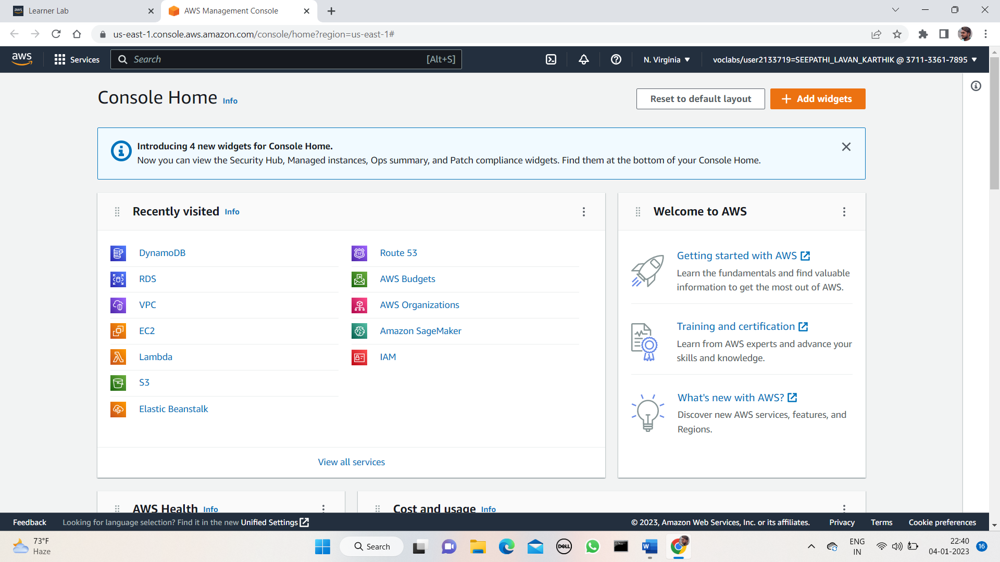 Learner Lab
AWS Management Console
us-east-1.console.aws.amazon.com/console/home?region=us-east-1#
aws
Services
Search
[Alt+S]
N. Virginia
voclabs/user2133719=SEEPATHI_LAVAN_KARTHIK @ 3711-3361-7895
Console Home Info
Reset to default layout
Add widgets
Introducing 4 new widgets for Console Home.
Now you can view the Security Hub, Managed instances, Ops summary, and Patch compliance widgets. Find them at the bottom of your Console Home.
Recently visited Info
DynamoDB
RDS
VPC
EC2
Lambda
S3
Elastic Beanstalk
Route 53
AWS Budgets
AWS Organizations
Amazon SageMaker
IAM
View all services
Welcome to AWS
Getting started with AWS
Learn the fundamentals and find valuable
information to get the most out of AWS.
Training and certification
Learn from AWS experts and advance your
skills and knowledge.
What's new with AWS?
Discover new AWS services, features, and
Regions.
AWS Health Info
Cost and usage Info
Feedback
Looking for language selection? Find it in the new Unified Settings
© 2023, Amazon Web Services, Inc. or its affiliates.
Privacy
Terms
Cookie preferences
73°F
Haze
Search
DELL
ENG
IN
22:40
04-01-2023
16